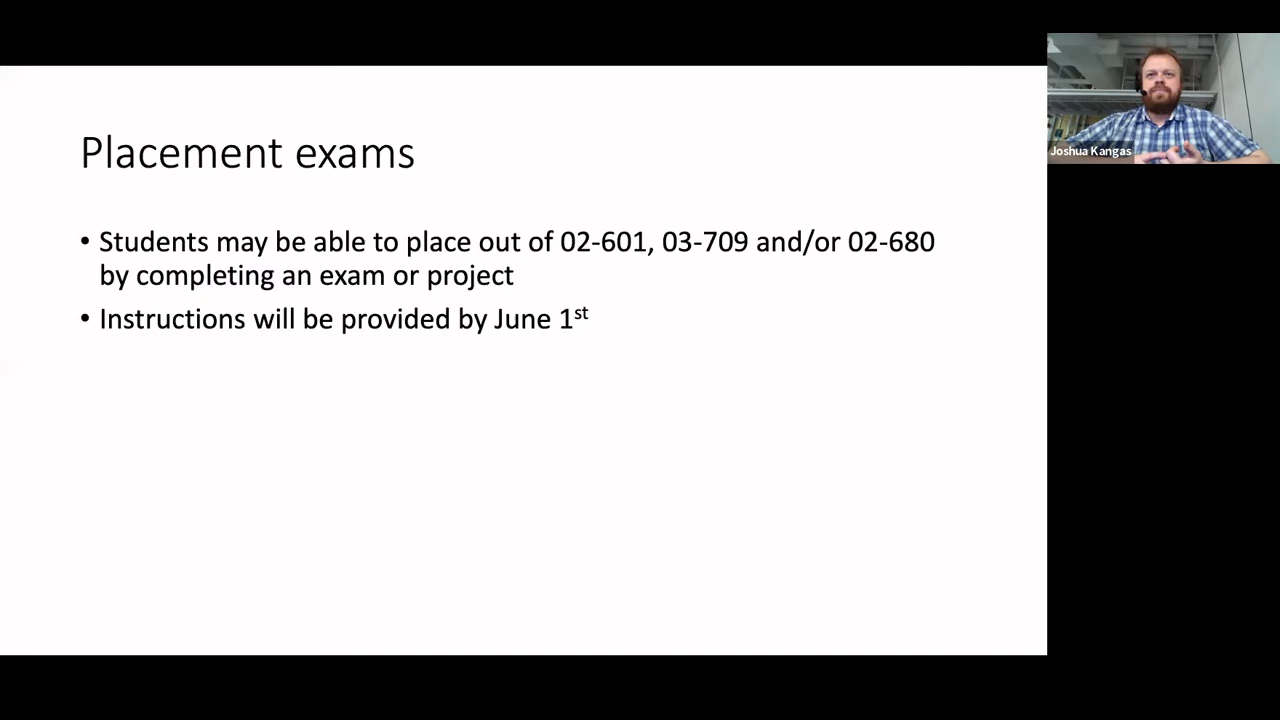 Placement exams
• Students may be able to place out of 02-601, 03-709 and/or 02-680
by completing an exam or project
• Instructions will be provided by June 1st
Joshua Kangas